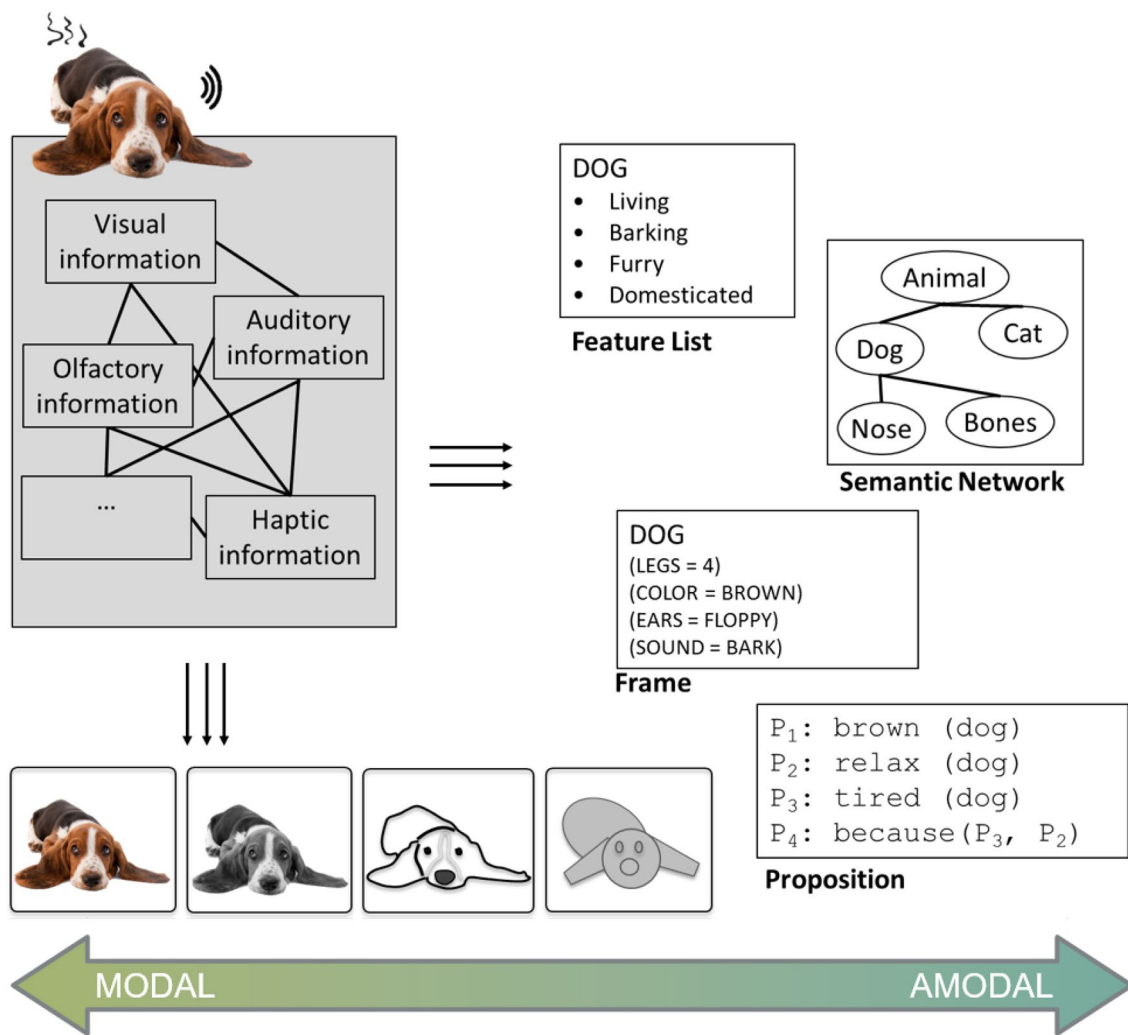 Visual
information
Auditory
information
Olfactory
information
...
Haptic
information
DOG
• Living
• Barking
• Furry
• Domesticated
Feature List
Animal
Dog
Cat
Nose
Bones
Semantic Network
DOG
(LEGS = 4)
(COLOR = BROWN)
(EARS = FLOPPY)
(SOUND = BARK)
Frame
P₁: brown (dog)
P₂: relax (dog)
P₃: tired (dog)
P₄: because(P₃, P₂)
Proposition
MODAL
AMODAL